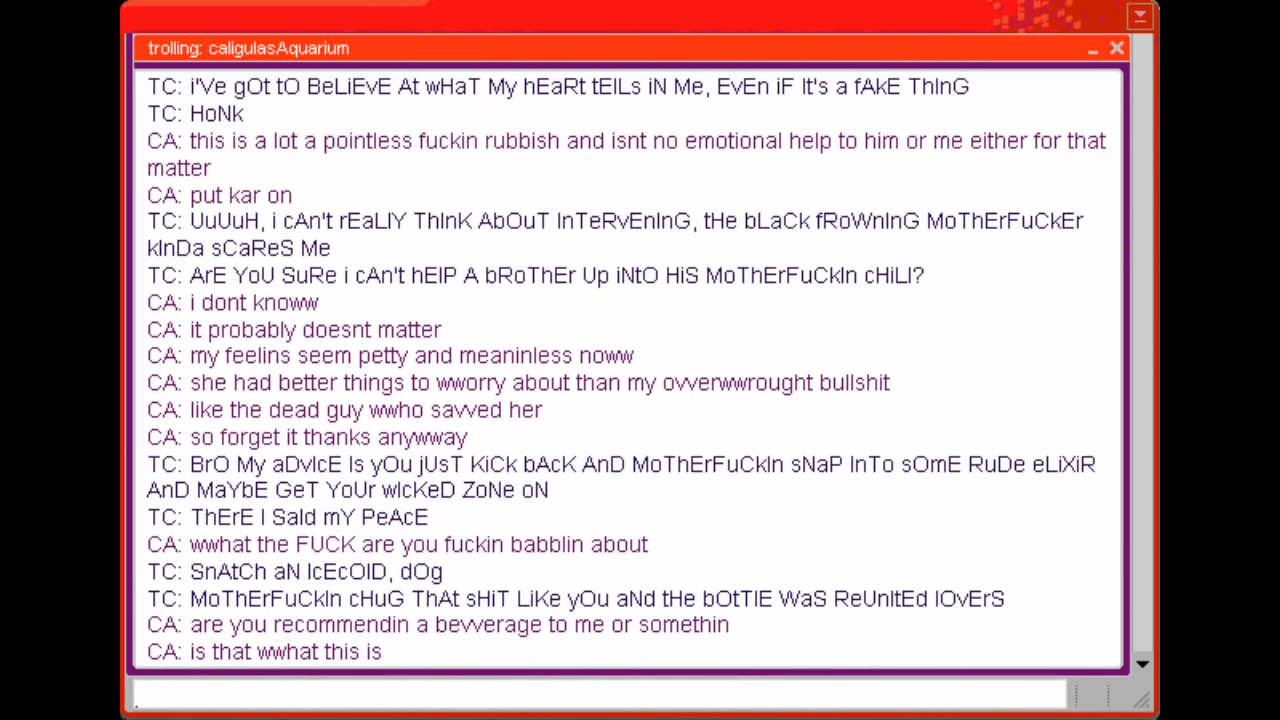 trolling: caligulasAquarium
TC: i'Ve gOt tO BeLiEvE At wHaT My hEaRt tElLs iN Me, EvEn iF It's a fAkE ThInG
TC: HoNk
CA: this is a lot a pointless fuckin rubbish and isnt no emotional help to him or me either for that
matter
CA: put kar on
TC: UuUuH, i cAn't rEaLlY ThInK AbOuT InTeRvEnInG, tHe bLaCk fRoWnInG MoThErFuCkEr
kInDa sCaReS Me
TC: ArE YoU SuRe i cAn't hElP A bRoThEr Up iNtO HiS MoThErFuCkIn cHiLl?
CA: i dont knoww
CA: it probably doesnt matter
CA: my feelins seem petty and meaninless noww
CA: she had better things to wworry about than my ovverwwrought bullshit
CA: like the dead guy wwho savved her
CA: so forget it thanks anywway
TC: BrO My aDvIcE Is yOu jUsT KiCk bAcK AnD MoThErFuCkIn sNaP InTo sOmE RuDe eLiXiR
AnD MaYbE GeT YoUr wIcKeD ZoNe oN
TC: ThErE I SaId mY PeAcE
CA: wwhat the FUCK are you fuckin babblin about
TC: SnAtCh aN IcEcOlD, dOg
TC: MoThErFuCkIn cHuG ThAt sHiT LiKe yOu aNd tHe bOtTlE WaS ReUnItEd lOvErS
CA: are you recommendin a bevverage to me or somethin
CA: is that wwhat this is